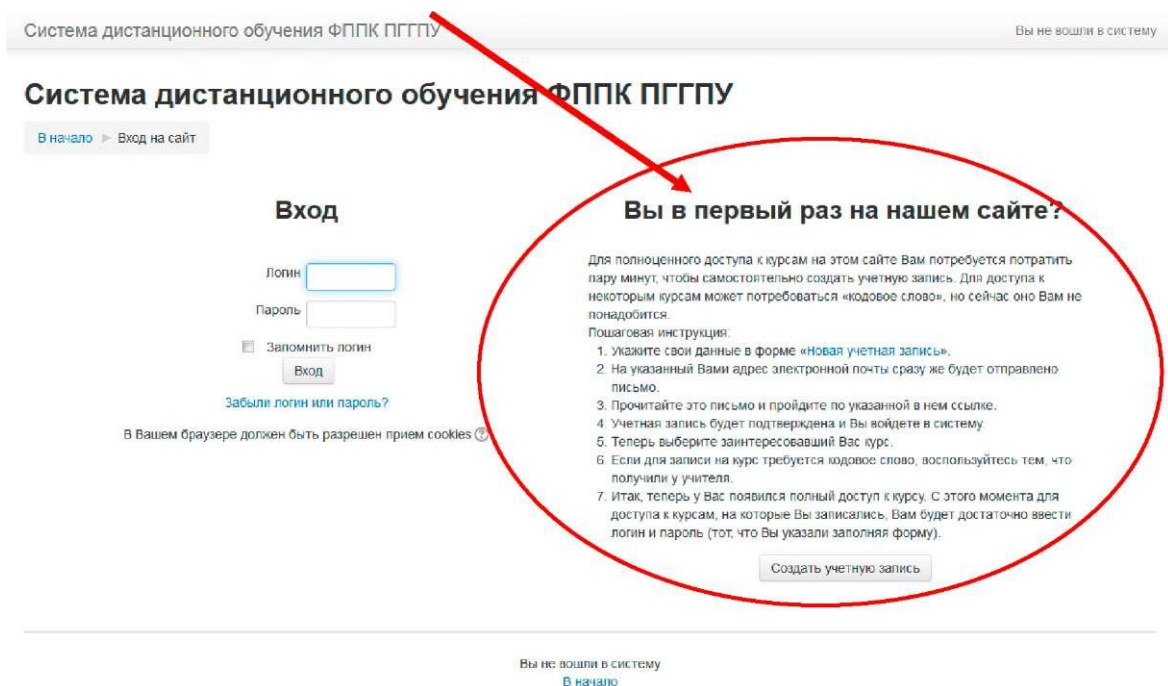 Система дистанционного обучения ФППК ПГГПУ
Вы не вошли в систему
Система дистанционного обучения ФППК ПГГПУ
В начало ► Вход на сайт
Вход
Логин
Пароль
Запомнить логин
Вход
Забыли логин или пароль?
В Вашем браузере должен быть разрешен прием cookies
Вы в первый раз на нашем сайте?
Для полноценного доступа к курсам на этом сайте Вам потребуется потратить
пару минут, чтобы самостоятельно создать учетную запись. Для доступа к
некоторым курсам может потребоваться «кодовое слово», но сейчас оно Вам не
понадобится.
Пошаговая инструкция:
1. Укажите свои данные в форме «Новая учетная запись».
2. На указанный Вами адрес электронной почты сразу же будет отправлено
письмо.
3. Прочитайте это письмо и пройдите по указанной в нем ссылке.
4. Учетная запись будет подтверждена и Вы войдете в систему.
5. Теперь выберите заинтересовавший Вас курс.
6. Если для записи на курс требуется кодовое слово, воспользуйтесь тем, что
получили у учителя.
7. Итак, теперь у Вас появился полный доступ к курсу. С этого момента для
доступа к курсам, на которые Вы записались, Вам будет достаточно ввести
логин и пароль (тот, что Вы указали заполняя форму).
Создать учетную запись
Вы не вошли в систему
В начало